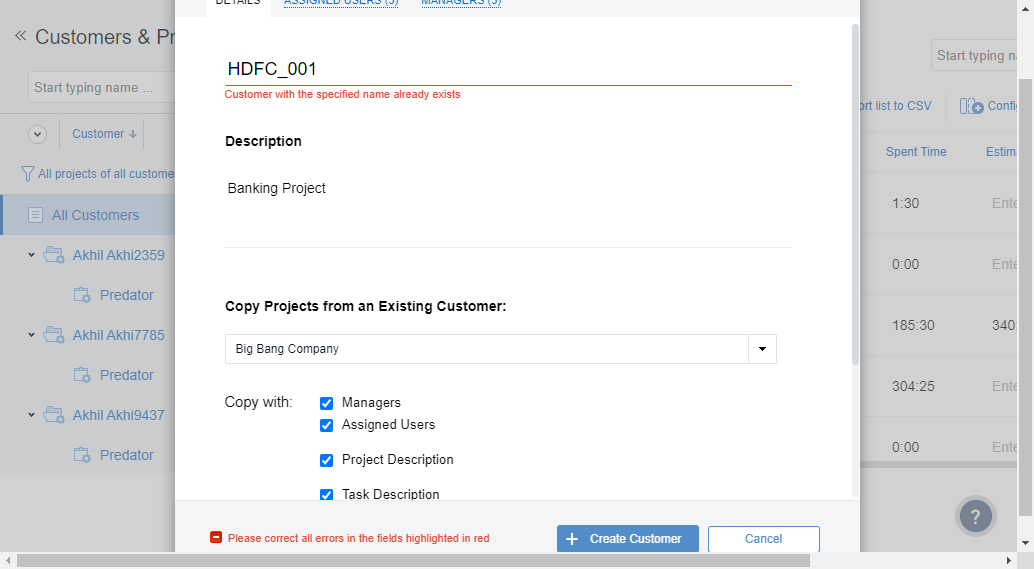 DETAILS ASSIGNED USERS (5) MANAGERS (5)
Customers & Pr
Start typing name ...
Customer
All projects of all custome
All Customers
Akhil Akhi2359
Predator
Akhil Akhi7785
Predator
Akhil Akhi9437
Predator
HDFC_001
Customer with the specified name already exists
Description
Banking Project
Copy Projects from an Existing Customer:
Big Bang Company
Copy with:
Managers
Assigned Users
Project Description
Task Description
Please correct all errors in the fields highlighted in red
Create Customer
Cancel
Start typing n
ort list to CSV Confi
Spent Time Estim
1:30 Ente
0:00 Ente
185:30 340
304:25 Ente
0:00 Ente
?